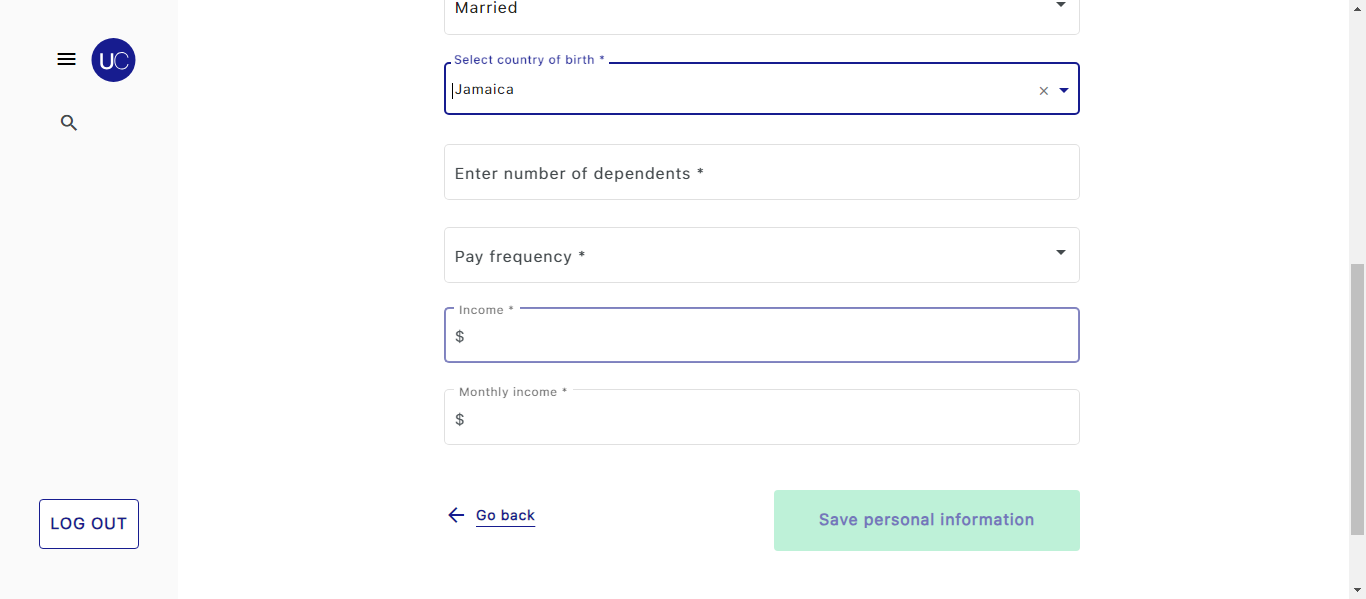 Married
UC
Select country of birth *
Jamaica
Enter number of dependents *
Pay frequency *
Income *
$
Monthly income *
$
Go back
Save personal information
LOG OUT